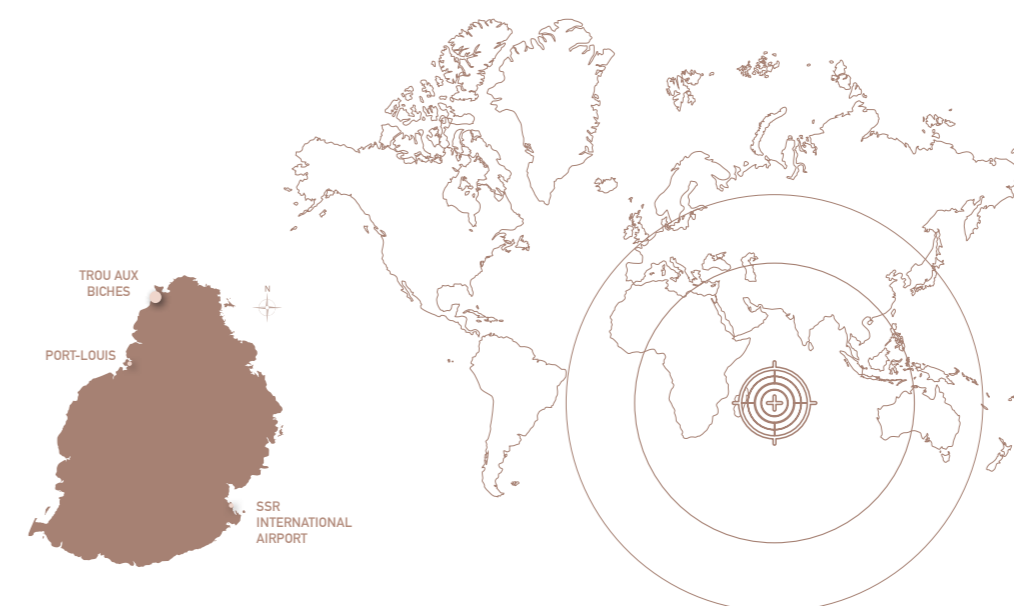 TROU AUX
BICHES
N
PORT-LOUIS
SSR
INTERNATIONAL
AIRPORT